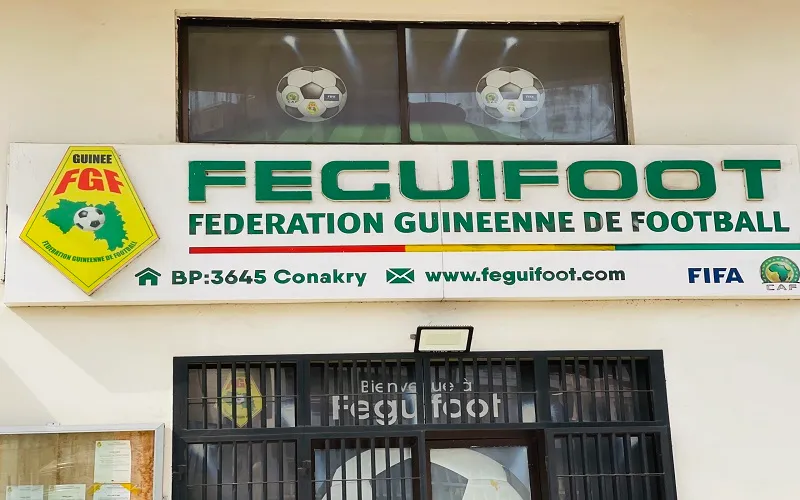 GUINEE
FGF
FEDERATION GUINEENNE DE FOOTBALL
FEGUIFOOT
FEDERATION GUINEENNE DE FOOTBALL
BP:3645 Conakry
www.feguifoot.com
FIFA
CAF
Bienvenue à
Feguifoot